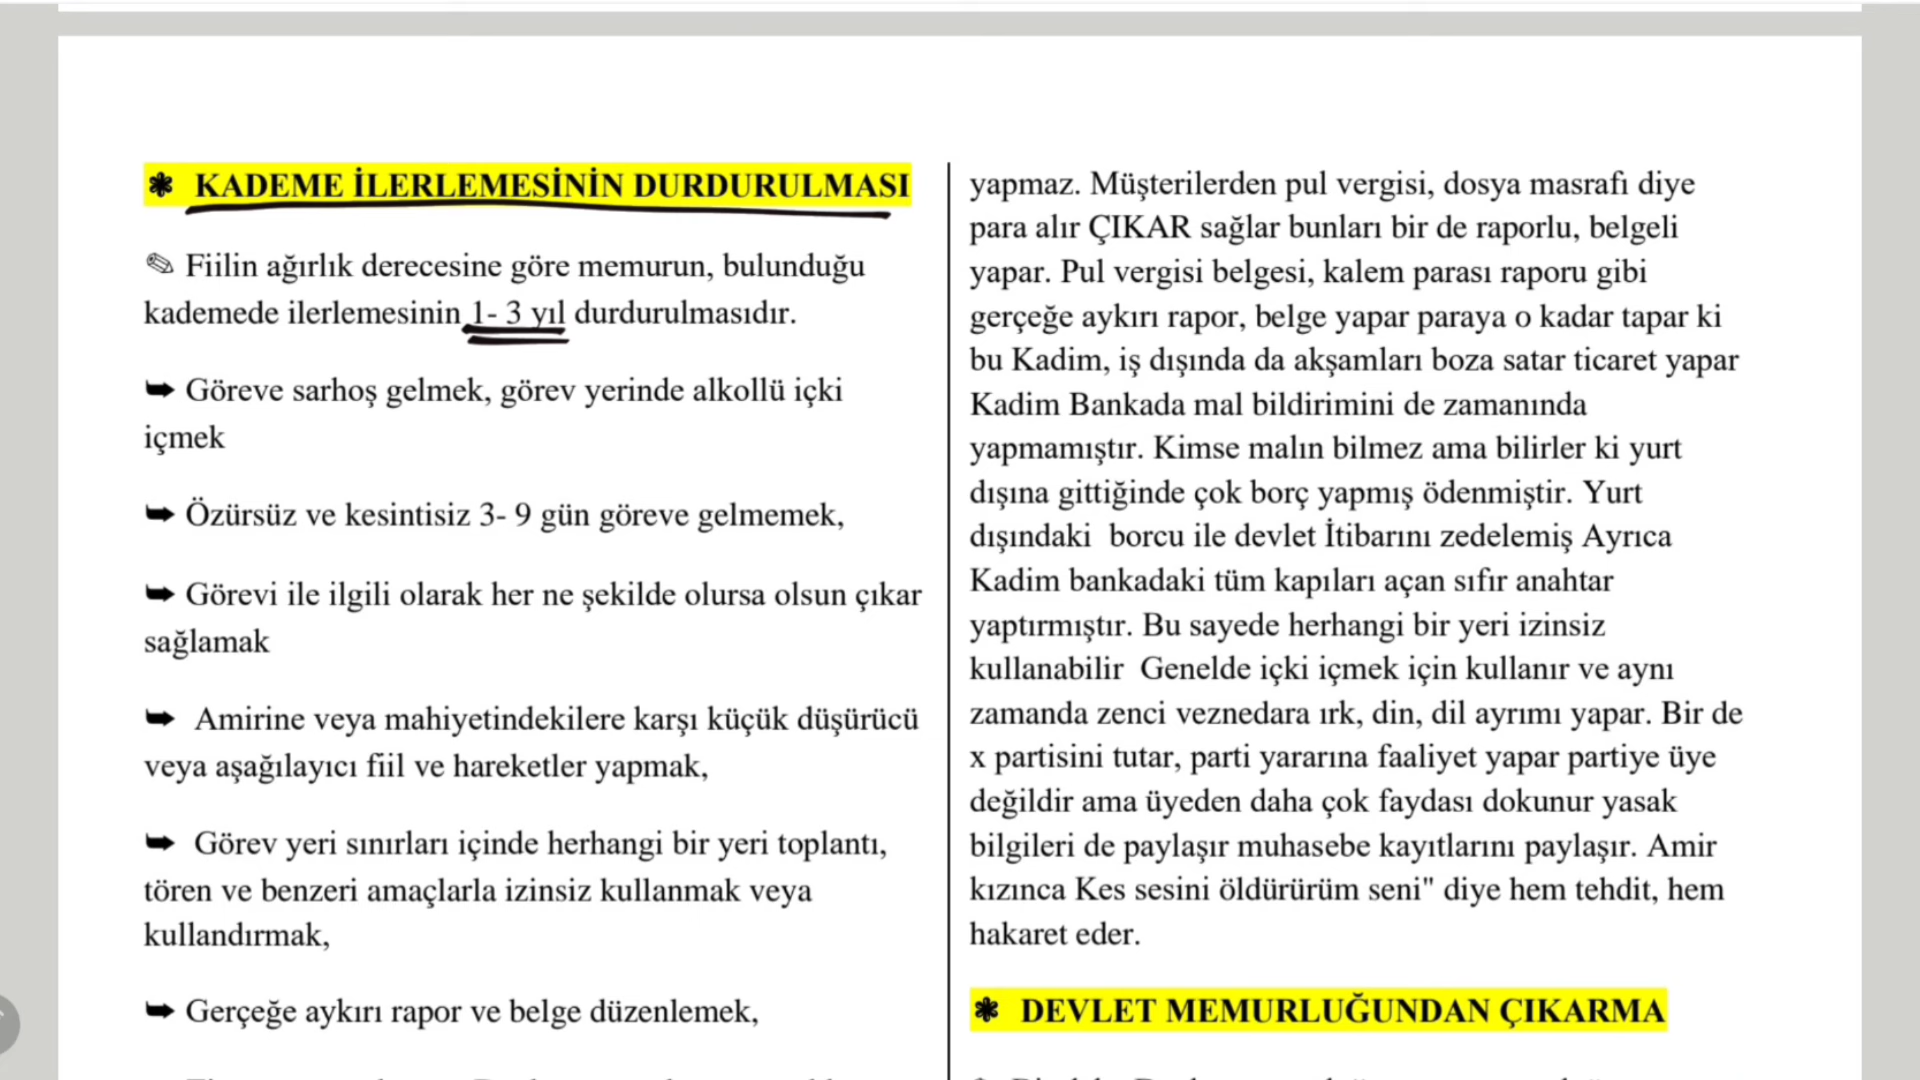 ❃ KADEME İLERLEMESİNİN DURDURULMASI
✎ Fiilin ağırlık derecesine göre memurun, bulunduğu
kademede ilerlemesinin 1- 3 yıl durdurulmasıdır.
➥ Göreve sarhoş gelmek, görev yerinde alkollü içki
içmek
➥ Özürsüz ve kesintisiz 3- 9 gün göreve gelmemek,
➥ Görevi ile ilgili olarak her ne şekilde olursa olsun çıkar
sağlamak
➥ Amirine veya mahiyetindekilere karşı küçük düşürücü
veya aşağılayıcı fiil ve hareketler yapmak,
➥ Görev yeri sınırları içinde herhangi bir yeri toplantı,
tören ve benzeri amaçlarla izinsiz kullanmak veya
kullandırmak,
➥ Gerçeğe aykırı rapor ve belge düzenlemek,
yapmaz. Müşterilerden pul vergisi, dosya masrafı diye
para alır ÇIKAR sağlar bunları bir de raporlu, belgeli
yapar. Pul vergisi belgesi, kalem parası raporu gibi
gerçeğe aykırı rapor, belge yapar paraya o kadar tapar ki
bu Kadim, iş dışında da akşamları boza satar ticaret yapar
Kadim Bankada mal bildirimini de zamanında
yapmamıştır. Kimse malın bilmez ama bilirler ki yurt
dışına gittiğinde çok borç yapmış ödenmiştir. Yurt
dışındaki borcu ile devlet İtibarını zedelemiş Ayrıca
Kadim bankadaki tüm kapıları açan sıfır anahtar
yaptırmıştır. Bu sayede herhangi bir yeri izinsiz
kullanabilir Genelde içki içmek için kullanır ve aynı
zamanda zenci veznedara ırk, din, dil ayrımı yapar. Bir de
x partisini tutar, parti yararına faaliyet yapar partiye üye
değildir ama üyeden daha çok faydası dokunur yasak
bilgileri de paylaşır muhasebe kayıtlarını paylaşır. Amir
kızınca Kes sesini öldürürüm seni" diye hem tehdit, hem
hakaret eder.
❃ DEVLET MEMURLUĞUNDAN ÇIKARMA